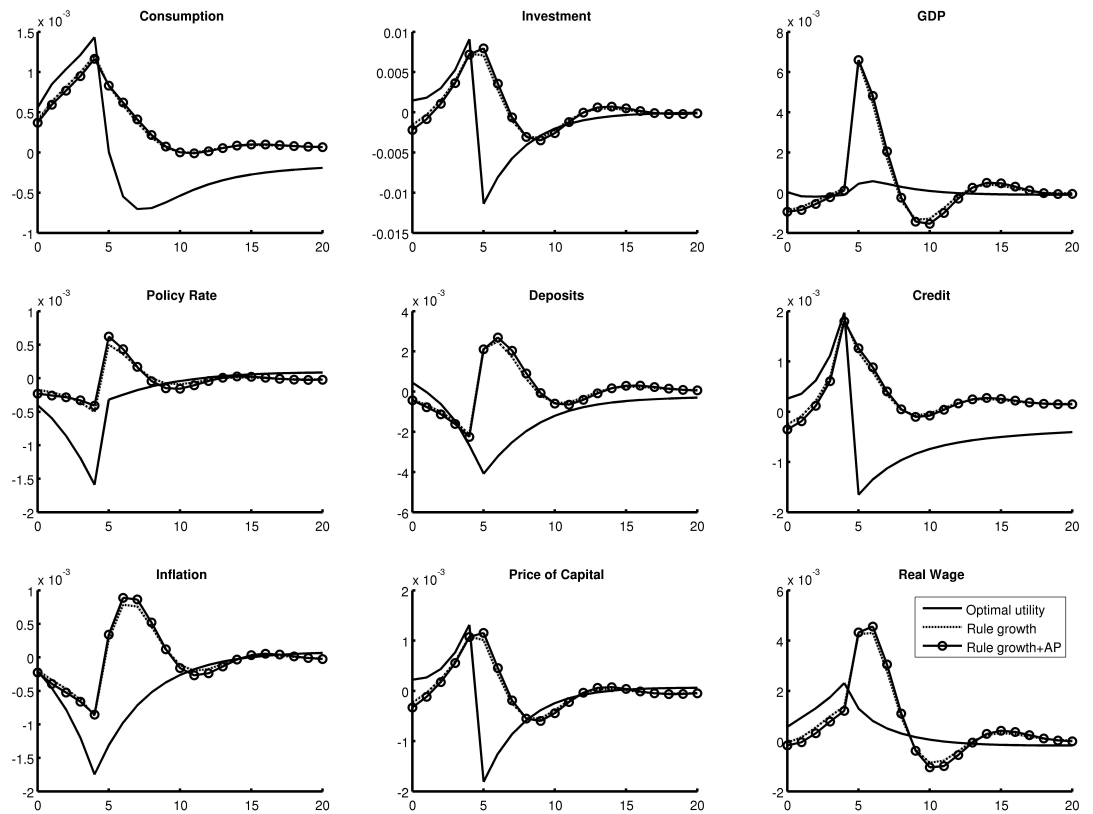 Consumption
x 10⁻³
1.5
1
0.5
0
-0.5
-1
0 5 10 15 20
Investment
0.01
0.005
0
-0.005
-0.01
-0.015
0 5 10 15 20
GDP
x 10⁻³
8
6
4
2
0
-2
0 5 10 15 20
Policy Rate
x 10⁻³
1
0.5
0
-0.5
-1
-1.5
-2
0 5 10 15 20
Deposits
x 10⁻³
4
2
0
-2
-4
-6
0 5 10 15 20
Credit
x 10⁻³
2
1
0
-1
-2
0 5 10 15 20
Inflation
x 10⁻³
1
0.5
0
-0.5
-1
-1.5
-2
0 5 10 15 20
Price of Capital
x 10⁻³
2
1
0
-1
-2
0 5 10 15 20
Real Wage
x 10⁻³
6
4
2
0
-2
0 5 10 15 20
Optimal utility
Rule growth
Rule growth+AP